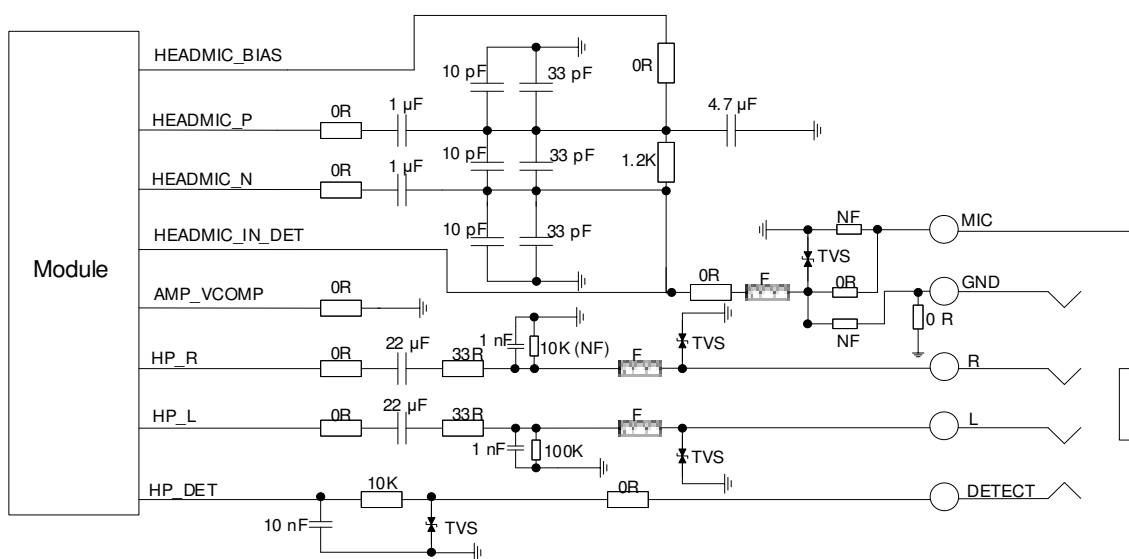 HEADMIC_BIAS
10 pF
33 pF
0R
HEADMIC_P
0R
1 µF
4.7 µF
10 pF
33 pF
1.2K
HEADMIC_N
0R
1 µF
10 pF
33 pF
HEADMIC_IN_DET
NF
MIC
TVS
Module
0R
F
0R
GND
AMP_VCOMP
0R
NF
0 R
HP_R
0R
22 µF
33R
1 nF
10K (NF)
F
TVS
R
HP_L
0R
22 µF
33R
1 nF
100K
F
TVS
L
HP_DET
10K
0R
DETECT
10 nF
TVS